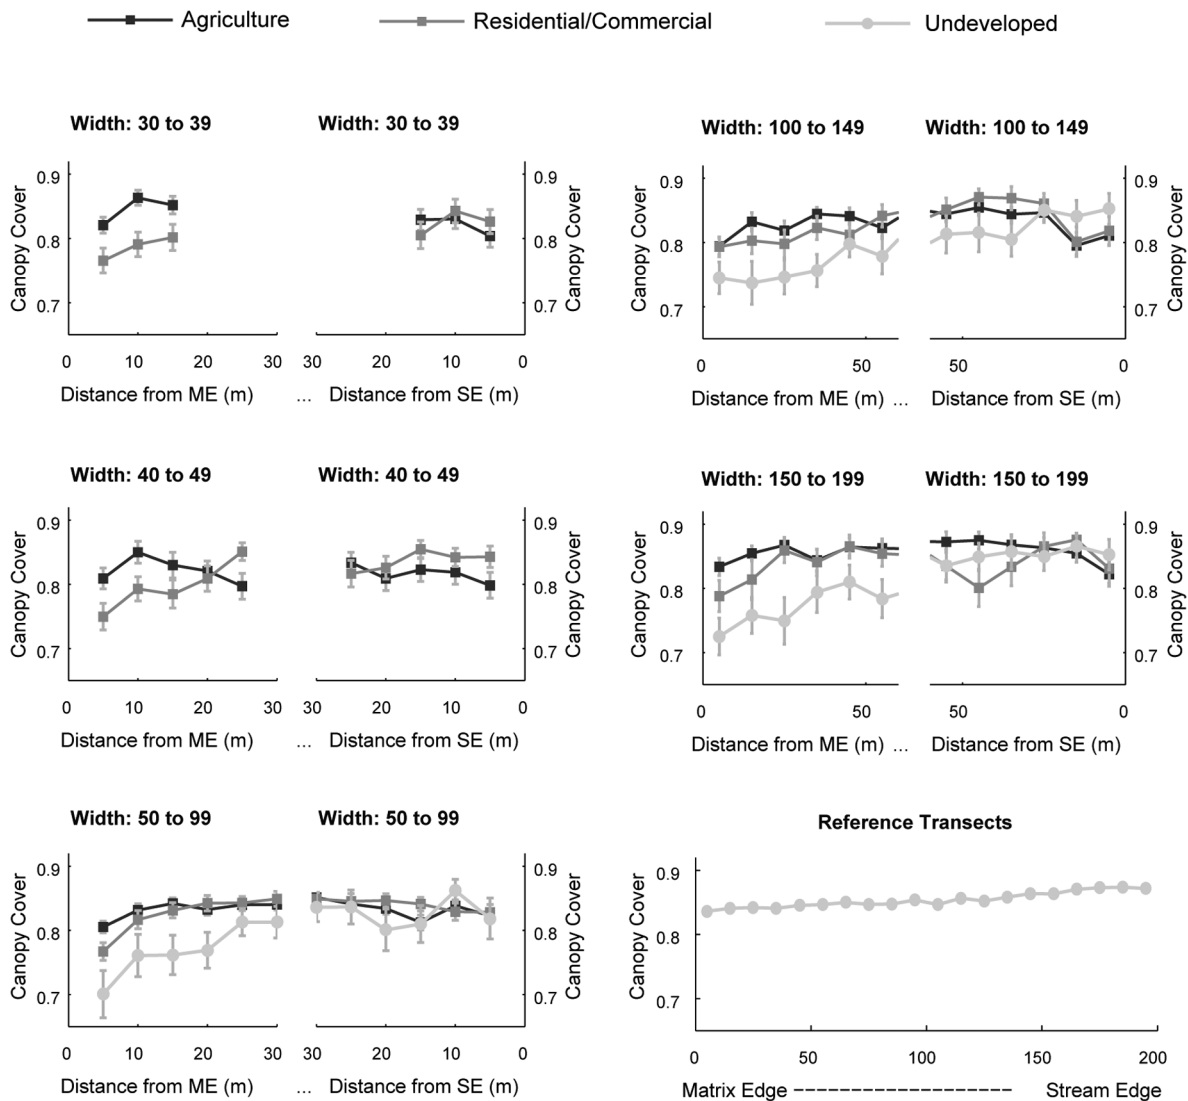 Agriculture
Residential/Commercial
Undeveloped
Width: 30 to 39
Width: 30 to 39
Canopy Cover
0.9
0.8
0.7
0.9
0.8
0.7
Canopy Cover
0
10
20
30
30
20
10
0
Distance from ME (m)
...
Distance from SE (m)
Width: 100 to 149
Width: 100 to 149
Canopy Cover
0.9
0.8
0.7
0.9
0.8
0.7
Canopy Cover
0
50
50
0
Distance from ME (m)
...
Distance from SE (m)
Width: 40 to 49
Width: 40 to 49
Canopy Cover
0.9
0.8
0.7
0.9
0.8
0.7
Canopy Cover
0
10
20
30
30
20
10
0
Distance from ME (m)
...
Distance from SE (m)
Width: 150 to 199
Width: 150 to 199
Canopy Cover
0.9
0.8
0.7
0.9
0.8
0.7
Canopy Cover
0
50
50
0
Distance from ME (m)
...
Distance from SE (m)
Width: 50 to 99
Width: 50 to 99
Canopy Cover
0.9
0.8
0.7
0.9
0.8
0.7
Canopy Cover
0
10
20
30
30
20
10
0
Distance from ME (m)
...
Distance from SE (m)
Reference Transects
Canopy Cover
0.9
0.8
0.7
0
50
100
150
200
Matrix Edge
Stream Edge